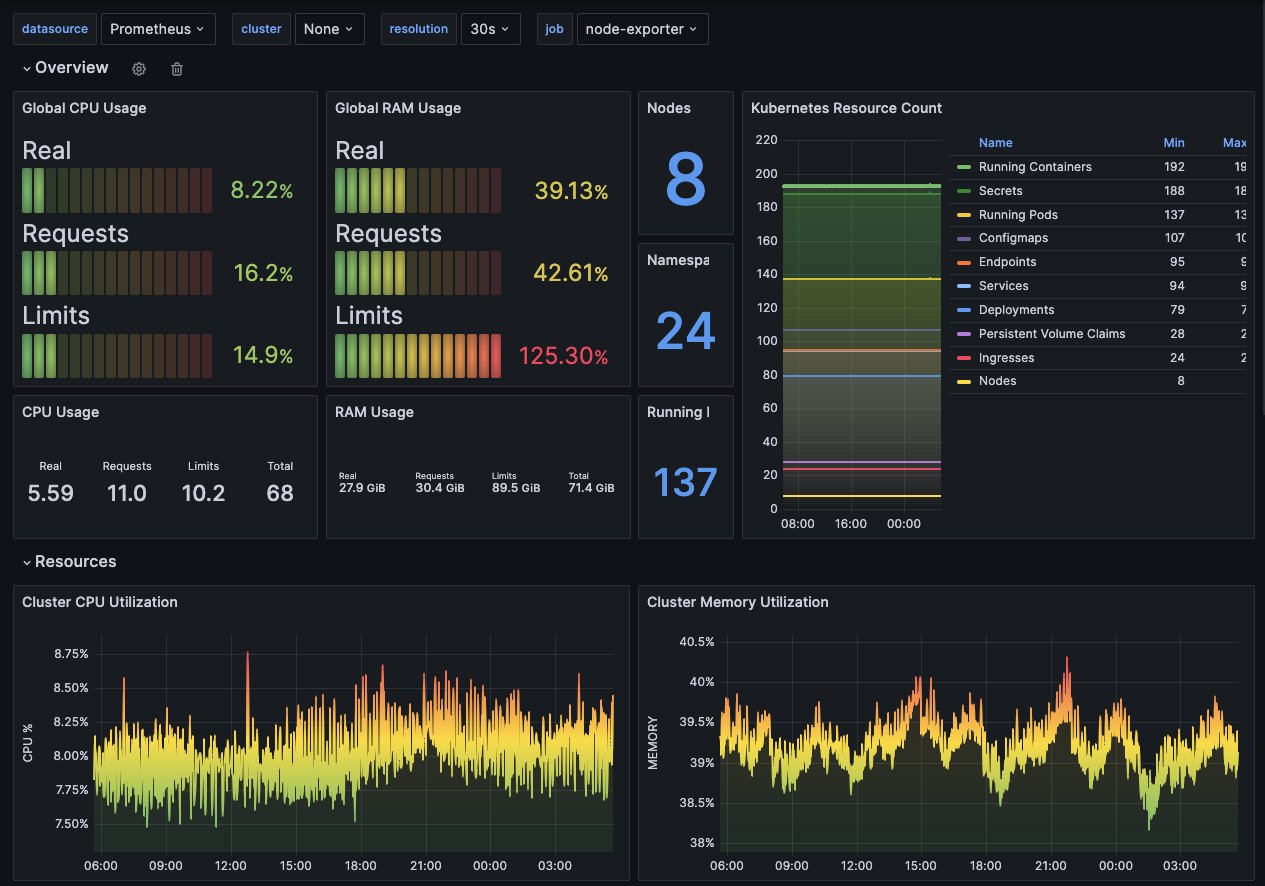 datasource Prometheus cluster None resolution 30s job node-exporter
Overview
Global CPU Usage
Real
8.22%
Requests
16.2%
Limits
14.9%
Global RAM Usage
Real
39.13%
Requests
42.61%
Limits
125.30%
Nodes
8
Namespa
24
Kubernetes Resource Count
220
200
180
160
140
120
100
80
60
40
20
0
08:00 16:00 00:00
Name Min Max
Running Containers 192 19
Secrets 188 18
Running Pods 137 13
Configmaps 107 10
Endpoints 95 9
Services 94 9
Deployments 79 7
Persistent Volume Claims 28 2
Ingresses 24 2
Nodes 8
CPU Usage
Real Requests Limits Total
5.59 11.0 10.2 68
RAM Usage
Real Requests Limits Total
27.9 GiB 30.4 GiB 89.5 GiB 71.4 GiB
Running
137
Resources
Cluster CPU Utilization
CPU %
8.75%
8.50%
8.25%
8.00%
7.75%
7.50%
06:00 09:00 12:00 15:00 18:00 21:00 00:00 03:00
Cluster Memory Utilization
MEMORY
40.5%
40%
39.5%
39%
38.5%
38%
06:00 09:00 12:00 15:00 18:00 21:00 00:00 03:00